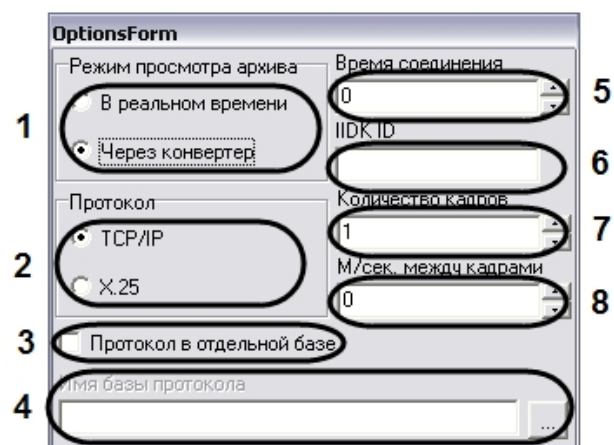 OptionsForm
Режим просмотра архива
В реальном времени
Через конвертер
1
Протокол
TCP/IP
X.25
2
Протокол в отдельной базе
3
Имя базы протокола
...
4
Время соединения
0
5
IIDK ID
6
Количество кадров
1
7
М/сек. между кадрами
0
8